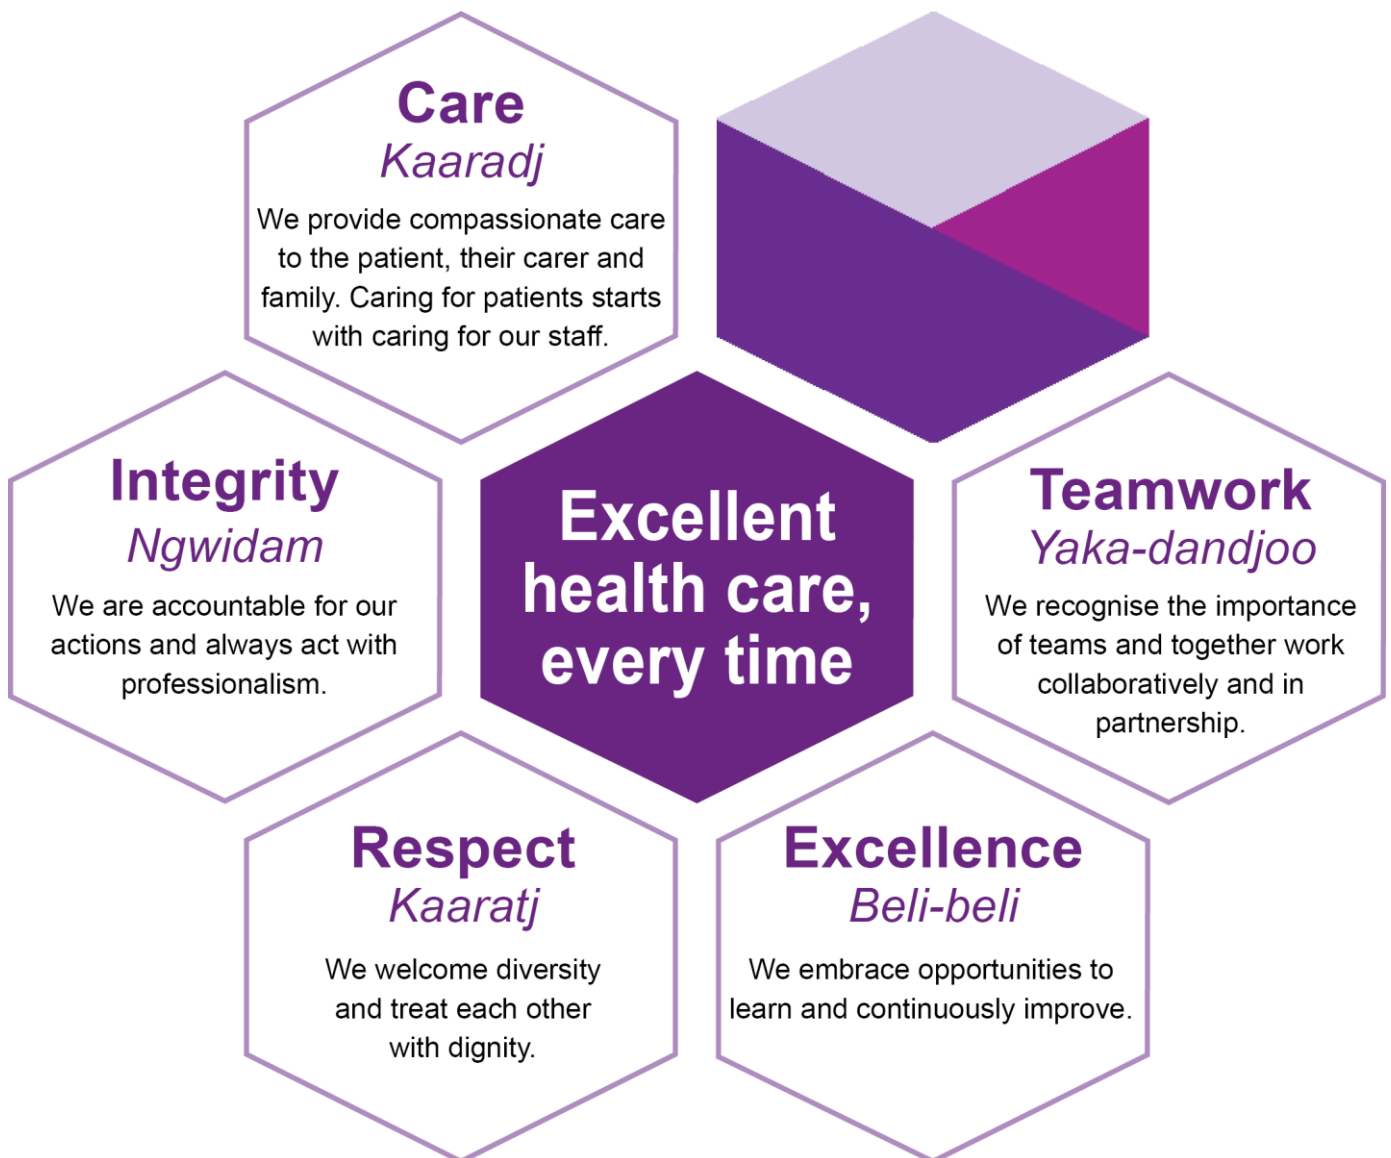 Care
Kaaradj
We provide compassionate care
to the patient, their carer and
family. Caring for patients starts
with caring for our staff.
Integrity
Ngwidam
We are accountable for our
actions and always act with
professionalism.
Excellent
health care,
every time
Teamwork
Yaka-dandjoo
We recognise the importance
of teams and together work
collaboratively and in
partnership.
Respect
Kaaratj
We welcome diversity
and treat each other
with dignity.
Excellence
Beli-beli
We embrace opportunities to
learn and continuously improve.